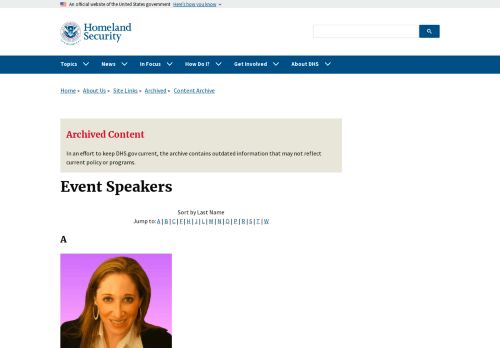 An official website of the United States government Here's how you know
Homeland
Security
Topics News In Focus How Do I? Get Involved About DHS
Home » About Us » Site Links » Archived » Content Archive
Archived Content
In an effort to keep DHS.gov current, the archive contains outdated information that may not reflect
current policy or programs.
Event Speakers
Sort by Last Name
Jump to: A | B | C | F | H | J | L | M | N | O | P | R | S | T | W
A